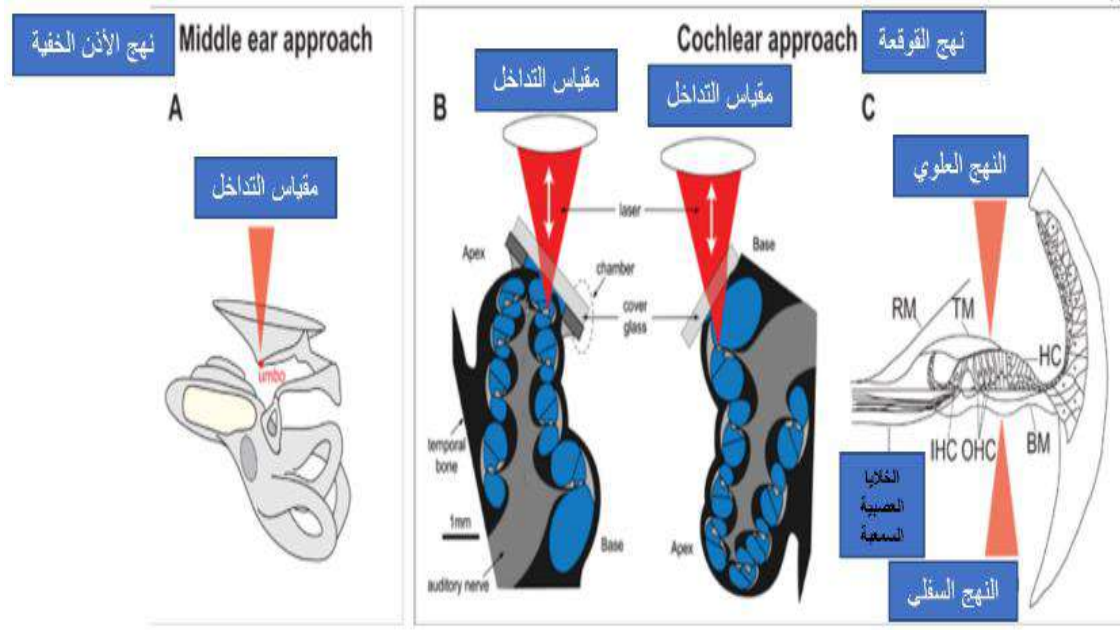 نهج الأذن الخفية
Middle ear approach
A
مقياس التداخل
umbo
Cochlear approach
نهج القوقعة
B
مقياس التداخل
مقياس التداخل
laser
Apex
Base
chamber
cover
glass
temporal
bone
1mm
auditory nerve
Base
Apex
C
النهج العلوي
RM
TM
HC
IHC OHC
BM
الخلايا
العصبية
السمعية
النهج السفلي